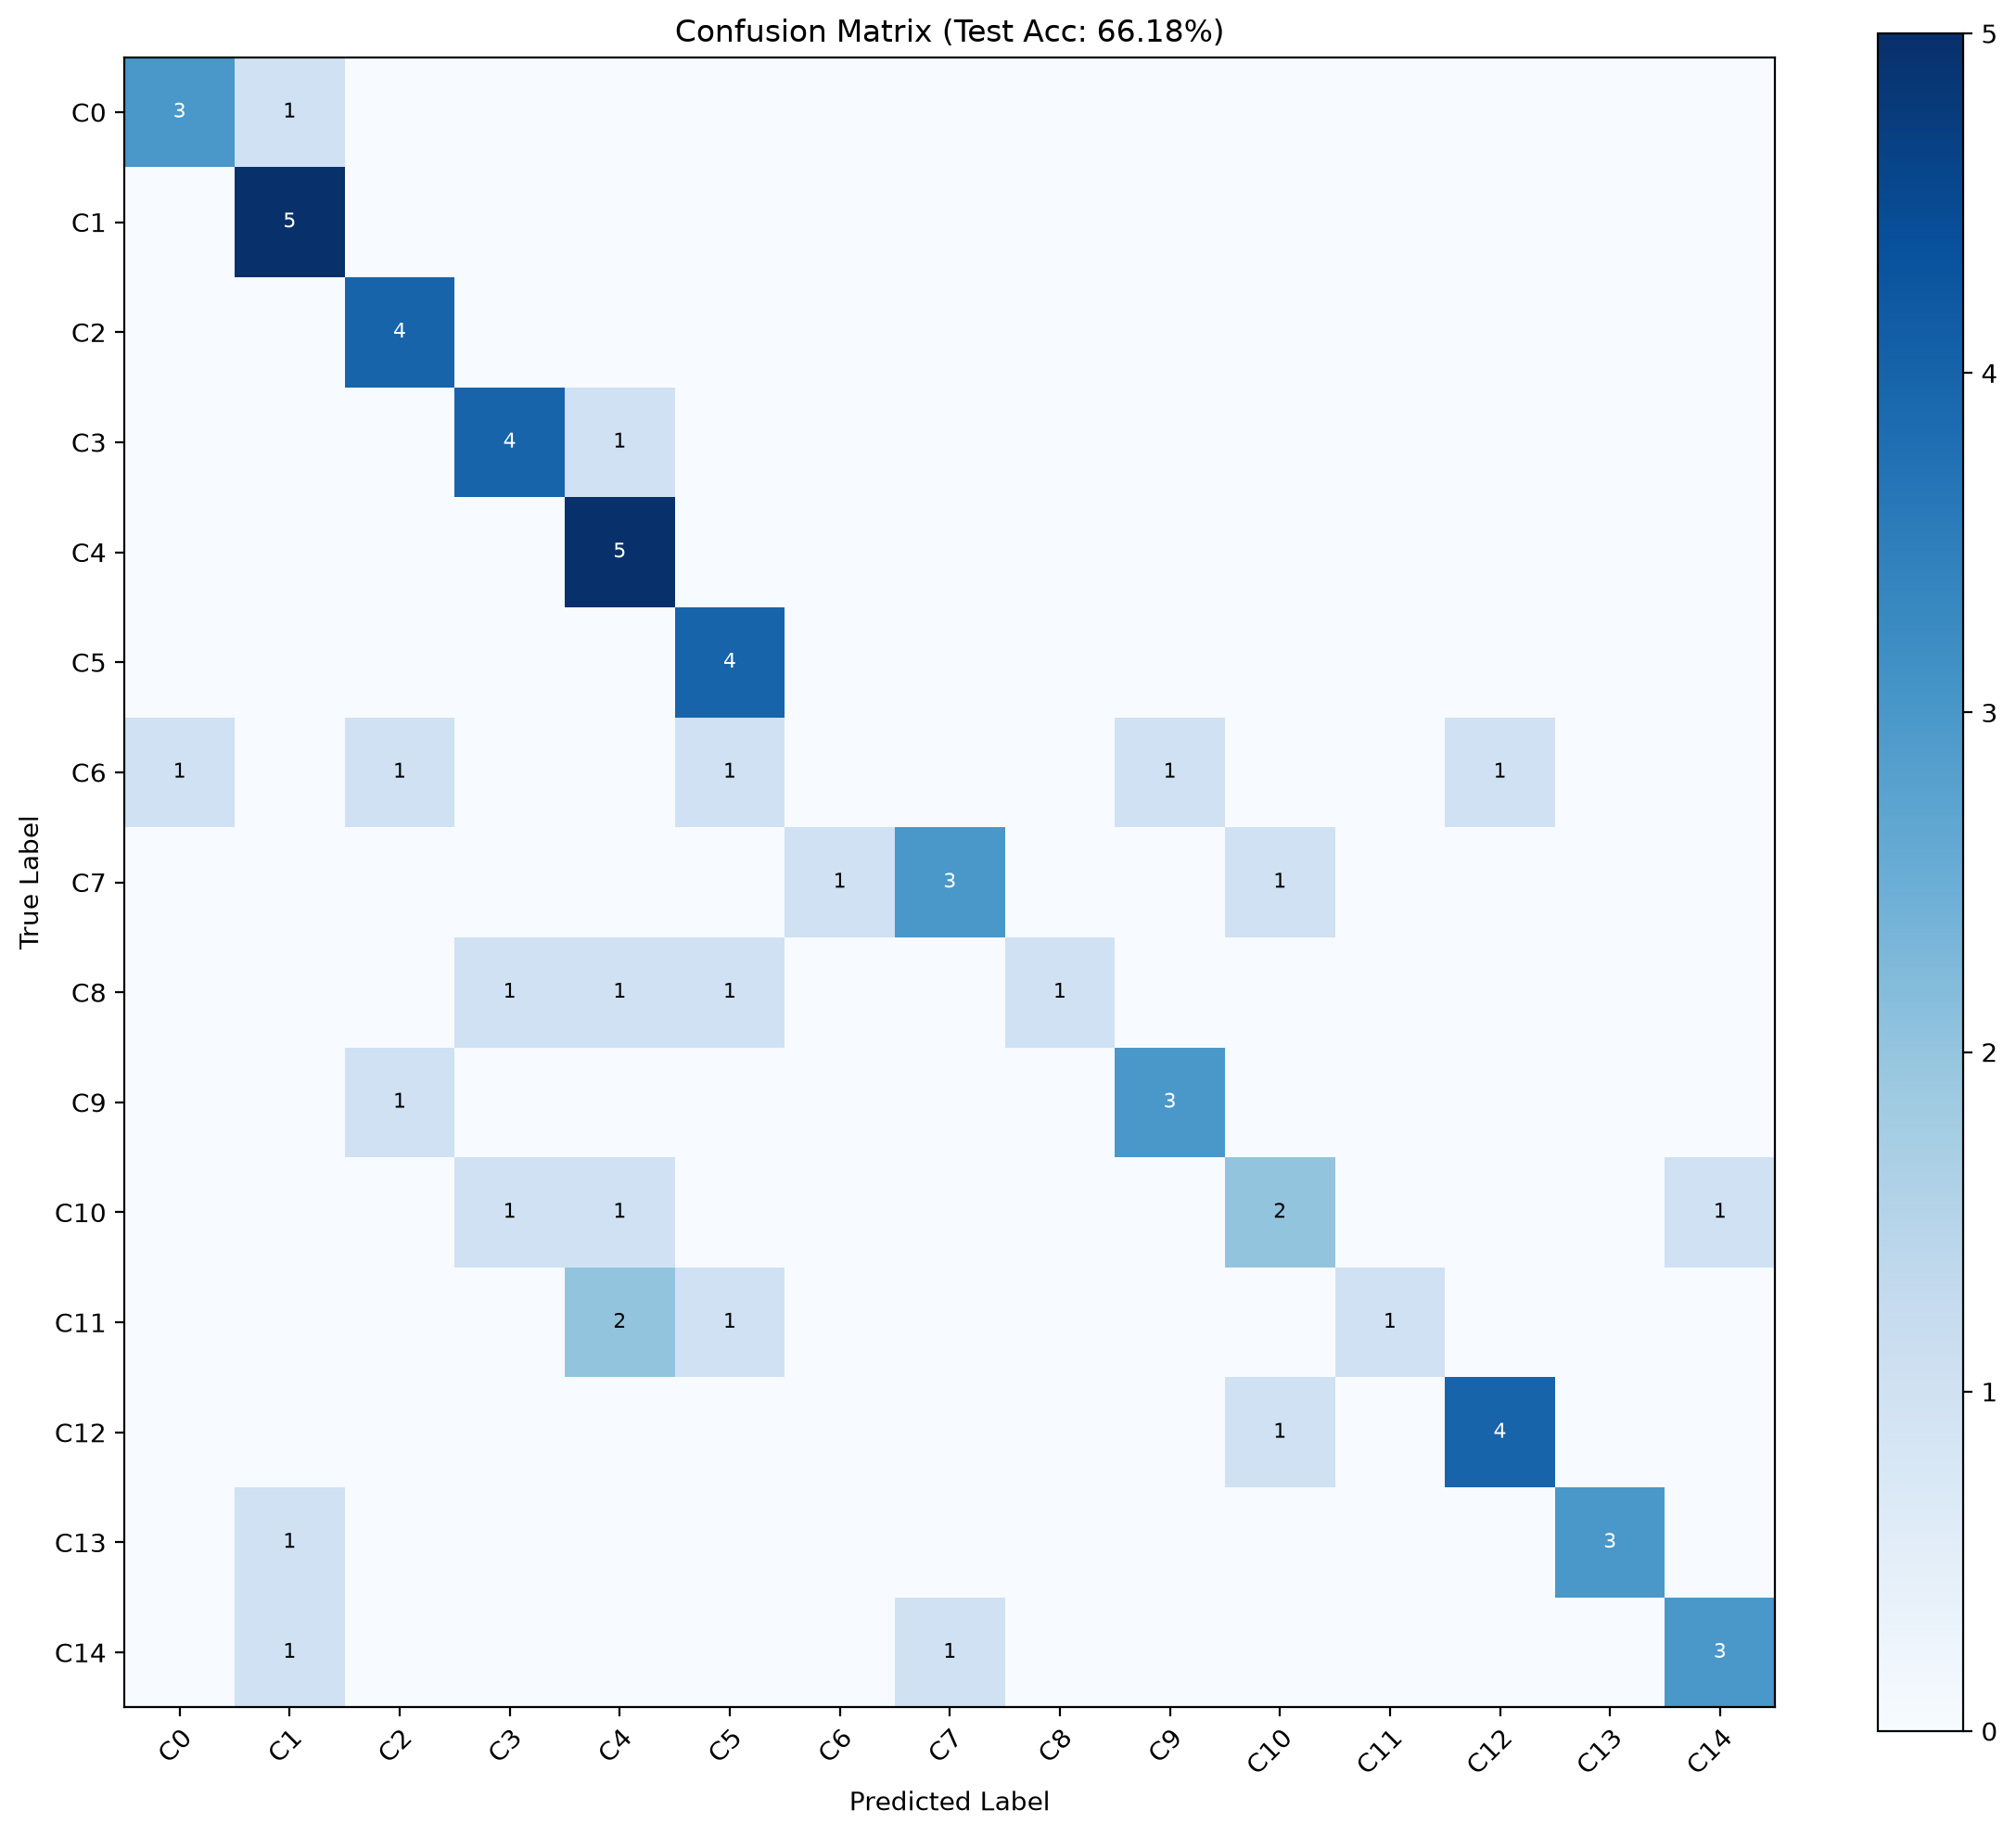 Confusion Matrix (Test Acc: 66.18%)
5
C0 3 1
C1 5
C2 4
4
C3 4 1
C4 5
C5 4
3
C6 1 1 1 1 1
True Label
C7 1 3 1
C8 1 1 1 1
2
C9 1 3
C10 1 1 2 1
C11 2 1 1
1
C12 1 4
C13 1 3
C14 1 1 3
0
C0 C1 C2 C3 C4 C5 C6 C7 C8 C9 C10 C11 C12 C13 C14
Predicted Label